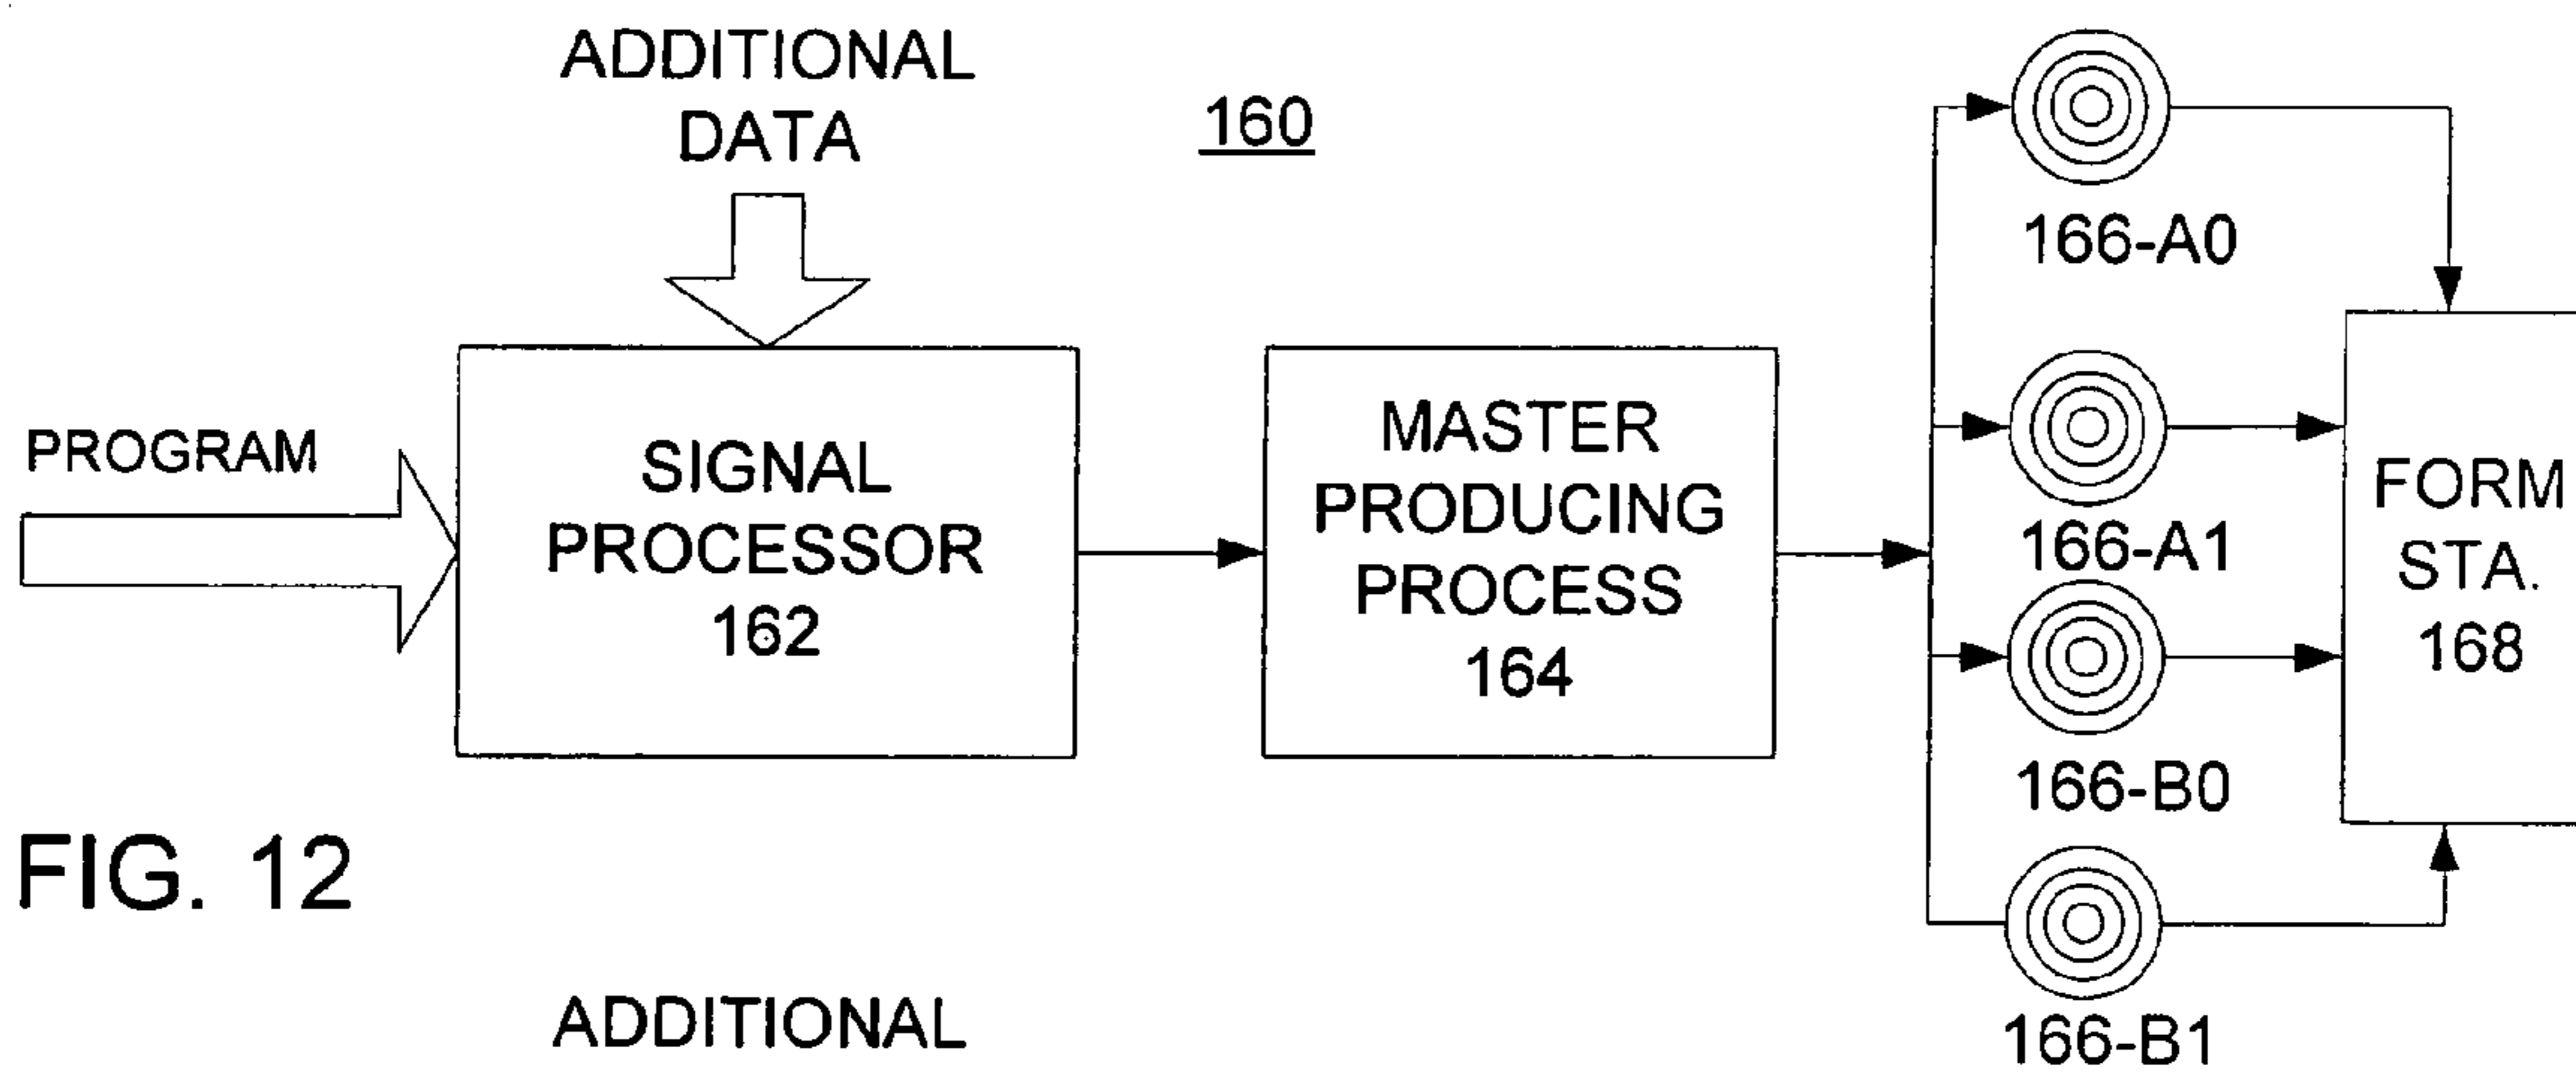 ADDITIONAL
DATA
160
PROGRAM
SIGNAL
PROCESSOR
162
MASTER
PRODUCING
PROCESS
164
166-A0
166-A1
166-B0
166-B1
FORM
STA.
168
FIG. 12
ADDITIONAL